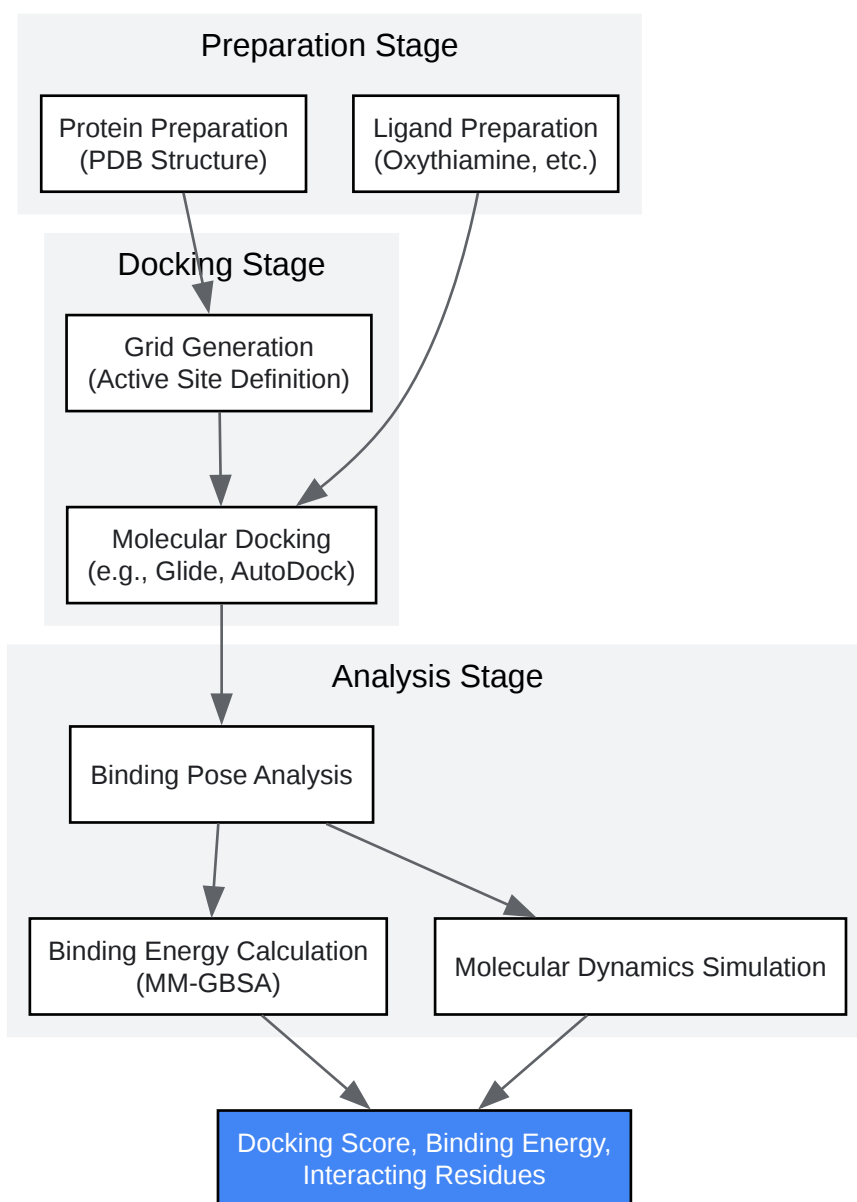 Preparation Stage
Protein Preparation
(PDB Structure)
Ligand Preparation
(Oxythiamine, etc.)
Docking Stage
Grid Generation
(Active Site Definition)
Molecular Docking
(e.g., Glide, AutoDock)
Analysis Stage
Binding Pose Analysis
Binding Energy Calculation
(MM-GBSA)
Molecular Dynamics Simulation
Docking Score, Binding Energy,
Interacting Residues